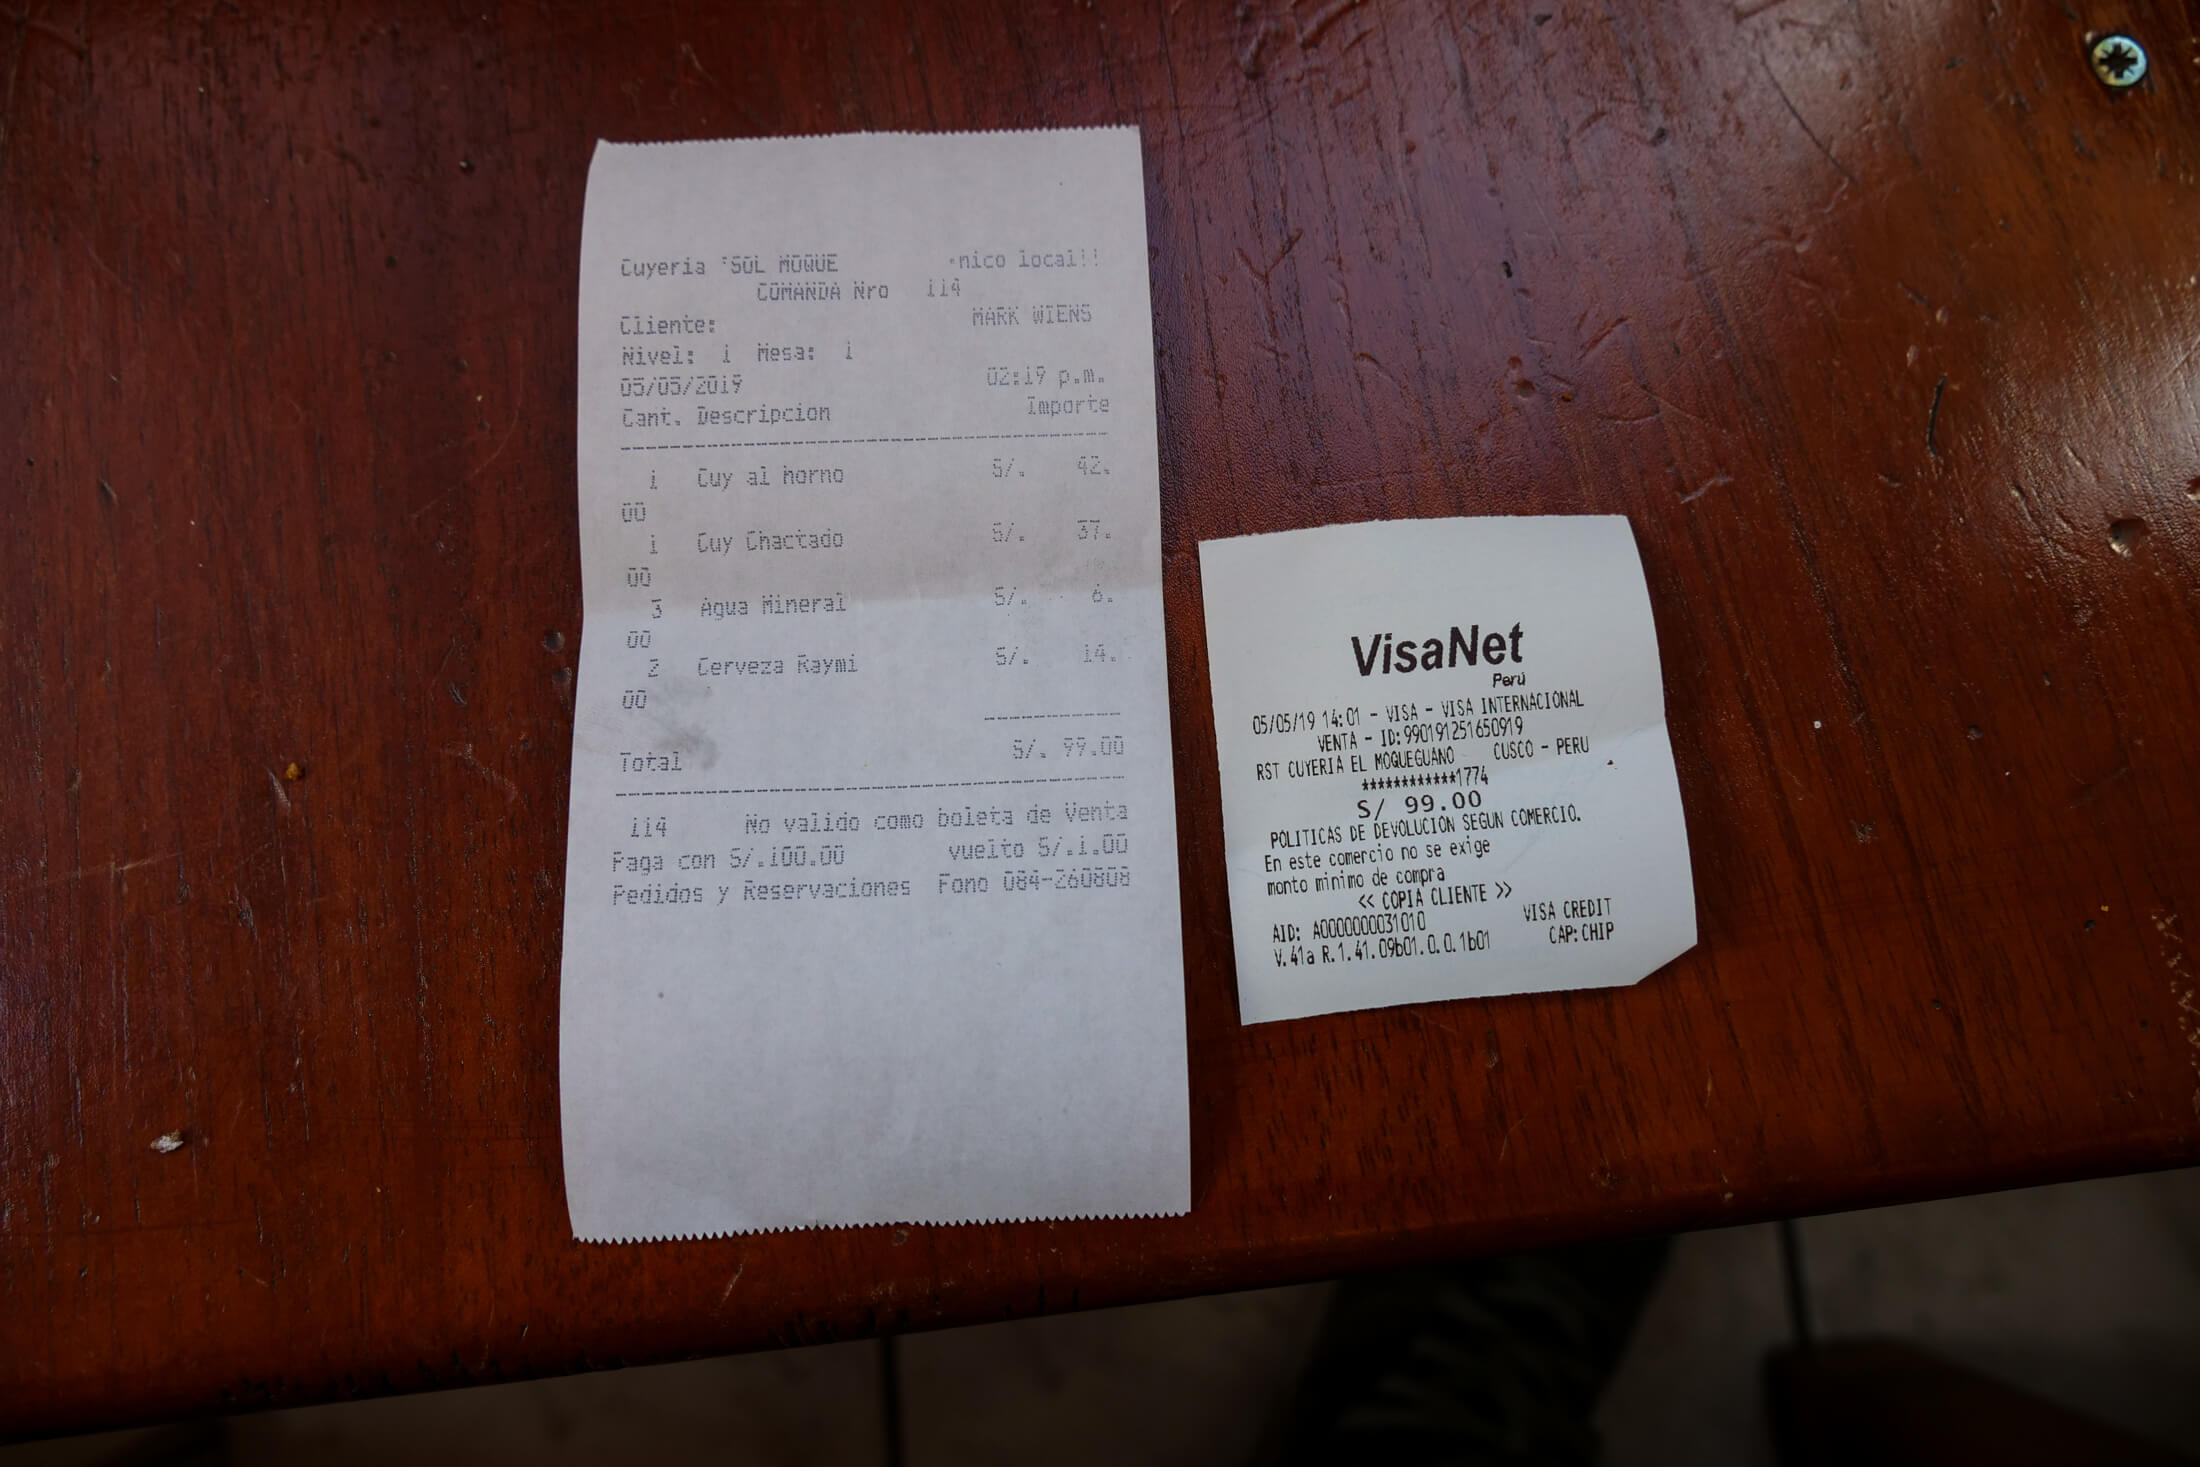 Cuyeria 'SOL MOQUE nico local!!
COMANDA Nro 114
Cliente: MARK WIENS
Nivel: 1 Mesa: 1
05/05/2019 02:19 p.m.
Cant. Descripcion Importe
1 Cuy al horno S/. 42.
00
1 Cuy Chactado S/. 37.
00
3 Agua Mineral S/. 6.
00
2 Cerveza Raymi S/. 14.
00
Total S/. 99.00
114 No valido como boleta de Venta
Paga con S/.100.00 vuelto S/.1.00
Pedidos y Reservaciones Fono 084-260808
VisaNet
Perú
05/05/19 14:01 - VISA - VISA INTERNACIONAL
VENTA - ID:990191251650919
RST CUYERIA EL MOQUEGUANO CUSCO - PERU
************1774
S/ 99.00
POLITICAS DE DEVOLUCION SEGUN COMERCIO.
En este comercio no se exige
monto minimo de compra
<< COPIA CLIENTE >>
AID: A0000000031010 VISA CREDIT
V.41a R.1.41.09b01.0.0.1b01 CAP:CHIP